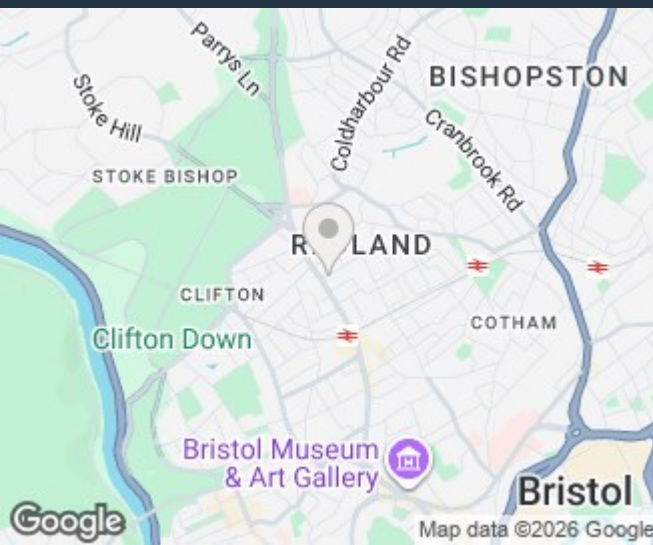 Parrys Ln
Coldharbour Rd
BISHOPSTON
Stoke Hill
Cranbrook Rd
STOKE BISHOP
R LAND
CLIFTON
COTHAM
Clifton Down
Bristol Museum
& Art Gallery
Bristol
Google
Map data ©2026 Google